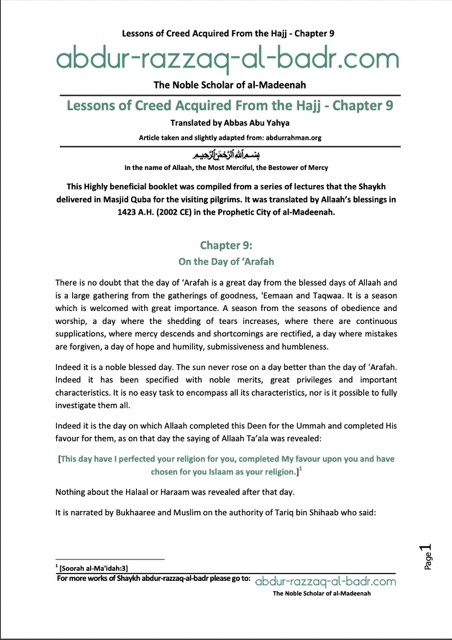 Lessons of Creed Acquired From the Hajj - Chapter 9
abdur-razzaq-al-badr.com
The Noble Scholar of al-Madeenah
Lessons of Creed Acquired From the Hajj - Chapter 9
Translated by Abbas Abu Yahya
Article taken and slightly adapted from: abdurrahman.org
بسم الله الرحمن الرحيم
In the name of Allaah, the Most Merciful, the Bestower of Mercy
This Highly beneficial booklet was compiled from a series of lectures that the Shaykh
delivered in Masjid Quba for the visiting pilgrims. It was translated by Allaah's blessings in
1423 A.H. (2002 CE) in the Prophetic City of al-Madeenah.
Chapter 9:
On the Day of 'Arafah
There is no doubt that the day of 'Arafah is a great day from the blessed days of Allaah and
is a large gathering from the gatherings of goodness, 'Eemaan and Taqwaa. It is a season
which is welcomed with great importance. A season from the seasons of obedience and
worship, a day where the shedding of tears increases, where there are continuous
supplications, where mercy descends and shortcomings are rectified, a day where mistakes
are forgiven, a day of hope and humility, submissiveness and humbleness.
Indeed it is a noble blessed day. The sun never rose on a day better than the day of 'Arafah.
Indeed it has been specified with noble merits, great privileges and important
characteristics. It is no easy task to encompass all its characteristics, nor is it possible to fully
investigate them all.
Indeed it is the day on which Allaah completed this Deen for the Ummah and completed His
favour for them, as on that day the saying of Allaah Ta'ala was revealed:
[This day have I perfected your religion for you, completed My favour upon you and have
chosen for you Islaam as your religion.]1
Nothing about the Halaal or Haraam was revealed after that day.
It is narrated by Bukhaaree and Muslim on the authority of Tariq bin Shihaab who said:
1 [Soorah al-Ma'idah:3]
For more works of Shaykh abdur-razzaq-al-badr please go to: abdur-razzaq-al-badr.com
The Noble Scholar of al-Madeenah
Page1